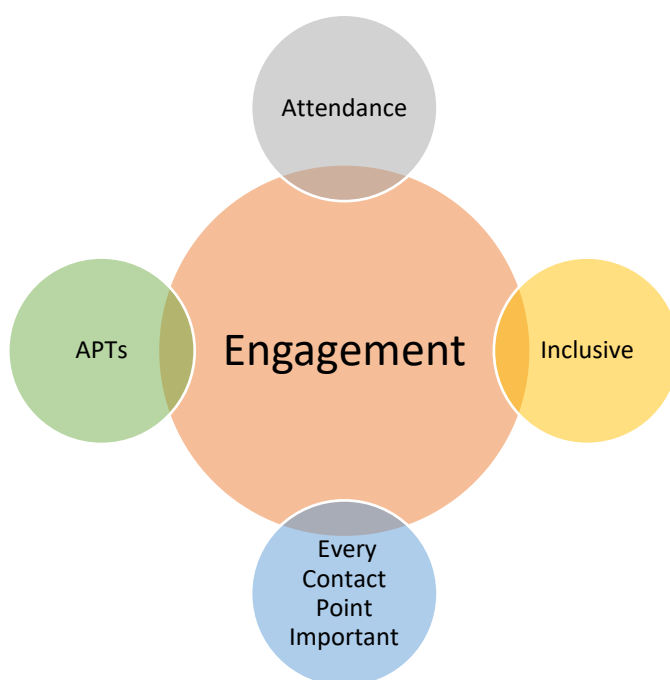 Attendance
APTs
Engagement
Inclusive
Every
Contact
Point
Important